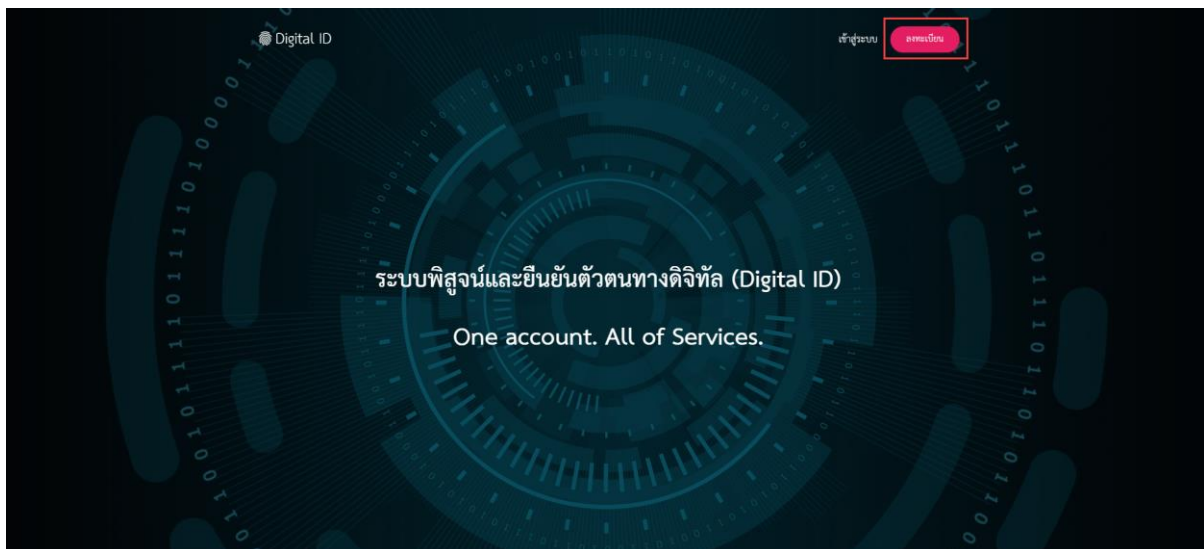 Digital ID
เข้าสู่ระบบ ลงทะเบียน
ระบบพิสูจน์และยืนยันตัวตนทางดิจิทัล (Digital ID)
One account. All of Services.